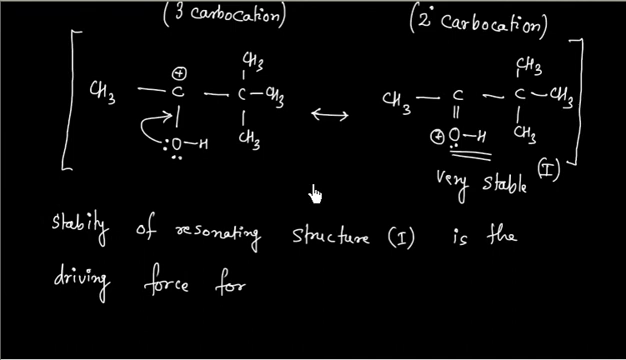 (3 carbocation) (2° carbocation)
CH3 CH3
CH3 — C — C — CH3 ↔ CH3 — C — C — CH3
⊕ :O — H CH3 ⊕ O — H CH3
very stable (I)
stabity of resonating structure (I) is the
driving force for